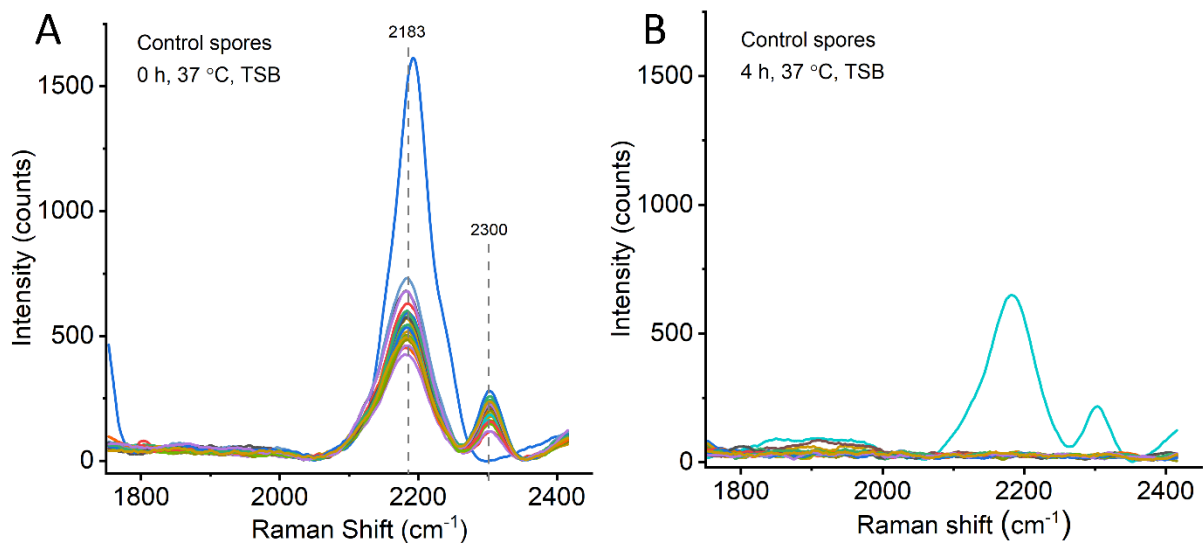 A
Control spores
0 h, 37 °C, TSB
2183
2300
1500
1000
500
0
1800
2000
2200
2400
Intensity (counts)
Raman Shift (cm⁻¹)
B
Control spores
4 h, 37 °C, TSB
1500
1000
500
0
1800
2000
2200
2400
Intensity (counts)
Raman shift (cm⁻¹)